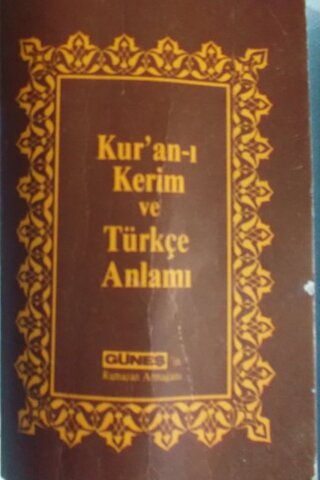 Kur'an-ı
Kerim
ve
Türkçe
Anlamı
GÜNEŞ 'in
Ramazan Armağanı